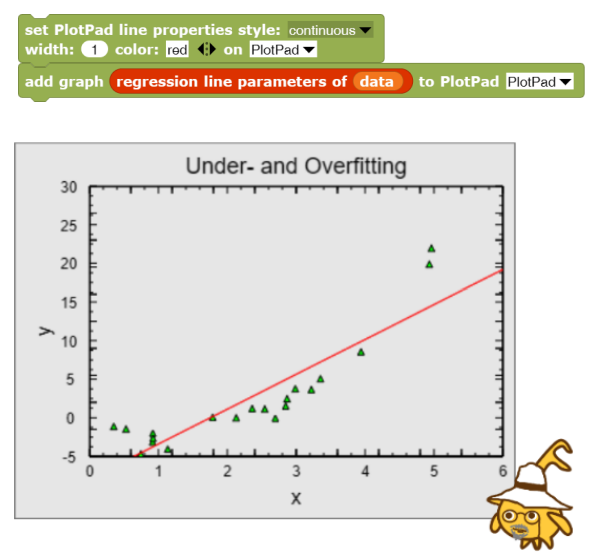 set PlotPad line properties style: continuous
width: 1 color: red on PlotPad
add graph regression line parameters of data to PlotPad PlotPad
Under- and Overfitting
30
25
20
15
10
5
0
-5
y
0 1 2 3 4 5 6
x